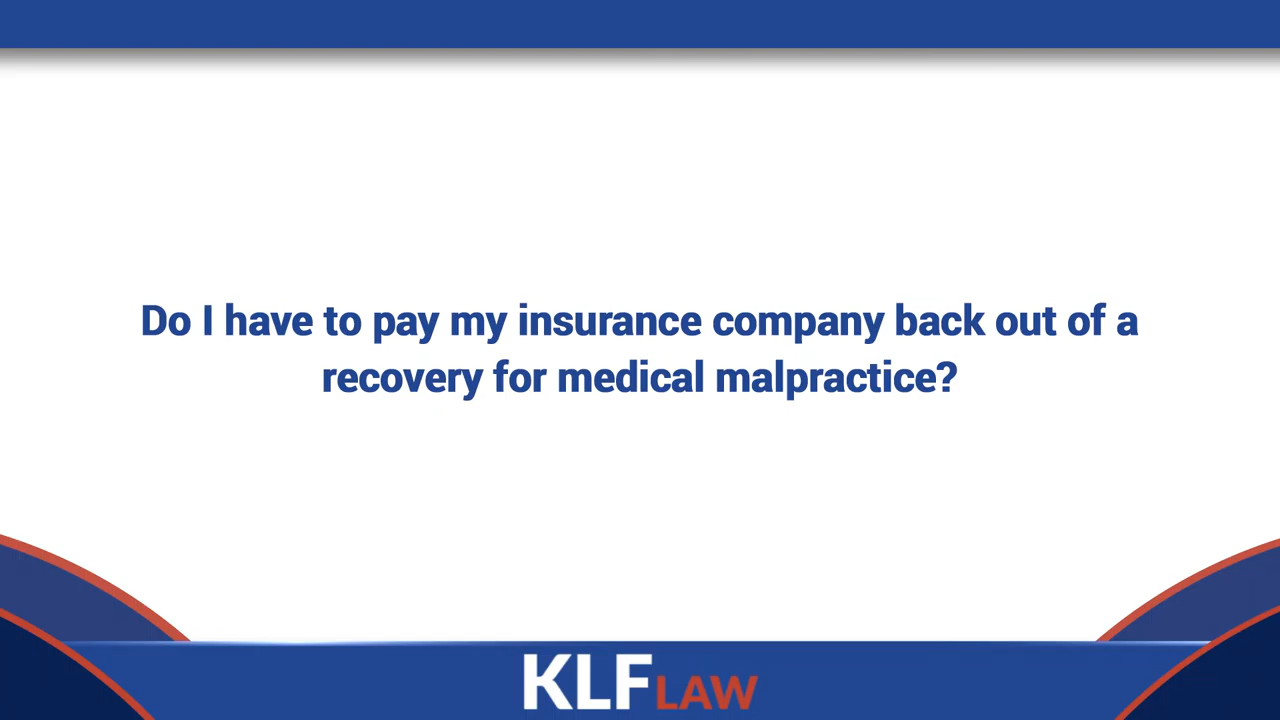 Do I have to pay my insurance company back out of a
recovery for medical malpractice?
KLF LAW